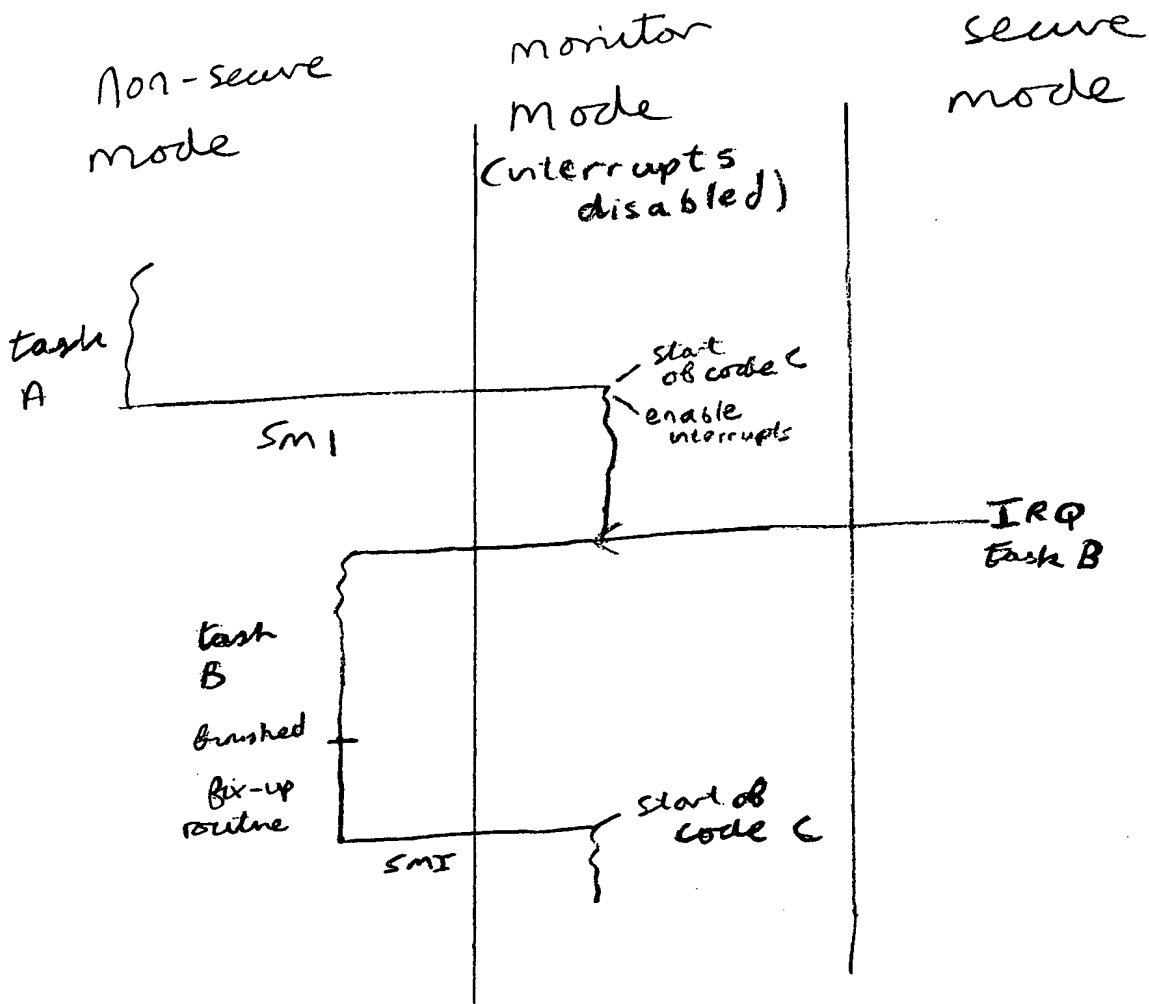 non-secure
mode
monitor
mode
(interrupts
disabled)
secure
mode
task
A
SMI
start
of code C
enable
interrupts
IRQ
task B
task
B
finished
fix-up
routine
SMI
start of
code C